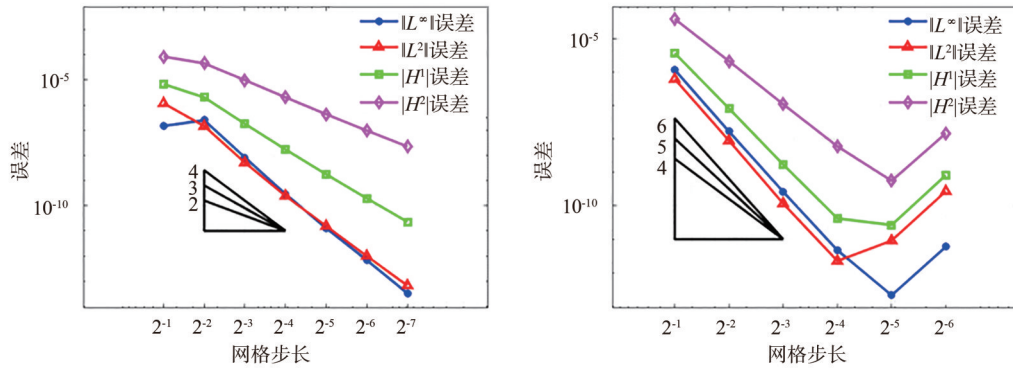 ‖L∞‖误差
‖L²‖误差
|H¹|误差
|H²|误差
10⁻⁵
10⁻¹⁰
误差
4
3
2
2⁻¹ 2⁻² 2⁻³ 2⁻⁴ 2⁻⁵ 2⁻⁶ 2⁻⁷
网格步长
‖L∞‖误差
‖L²‖误差
|H¹|误差
|H²|误差
10⁻⁵
10⁻¹⁰
误差
6
5
4
2⁻¹ 2⁻² 2⁻³ 2⁻⁴ 2⁻⁵ 2⁻⁶
网格步长